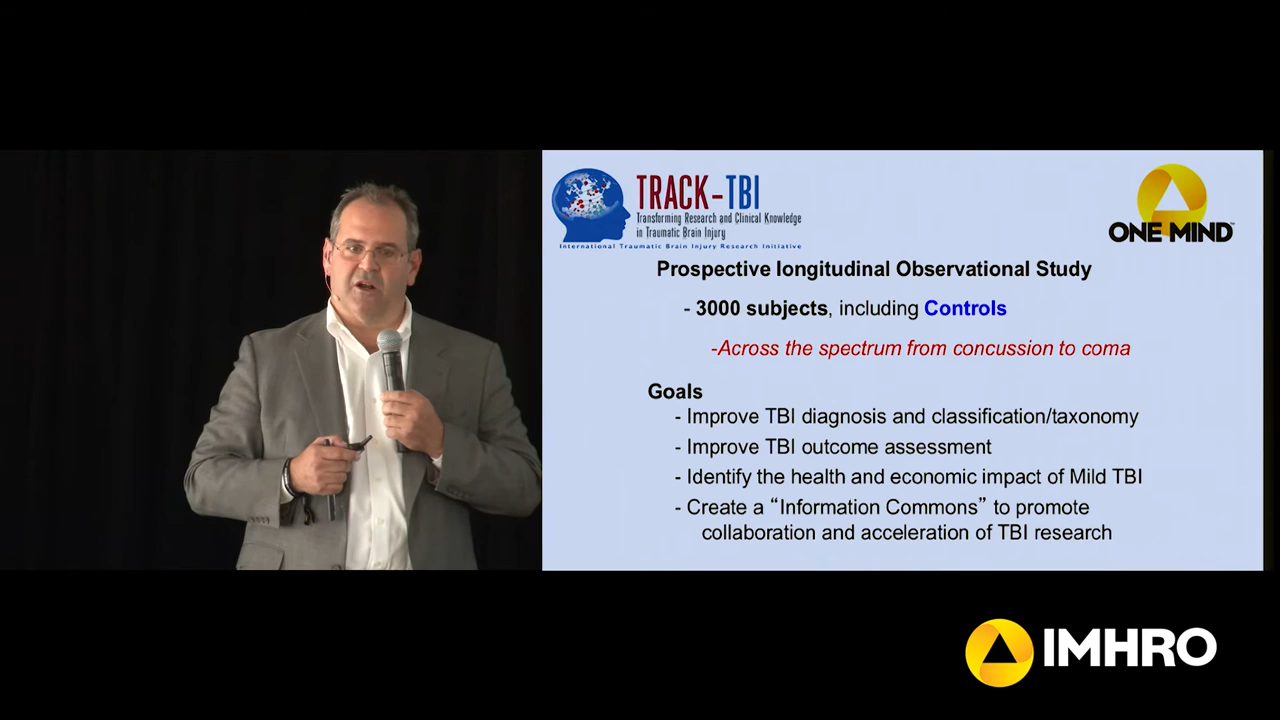 TRACK-TBI
Transforming Research and Clinical Knowledge
in Traumatic Brain Injury
International Traumatic Brain Injury Research Initiative
ONE MIND™
Prospective longitudinal Observational Study
- 3000 subjects, including Controls
-Across the spectrum from concussion to coma
Goals
- Improve TBI diagnosis and classification/taxonomy
- Improve TBI outcome assessment
- Identify the health and economic impact of Mild TBI
- Create a “Information Commons” to promote
collaboration and acceleration of TBI research
IMHRO